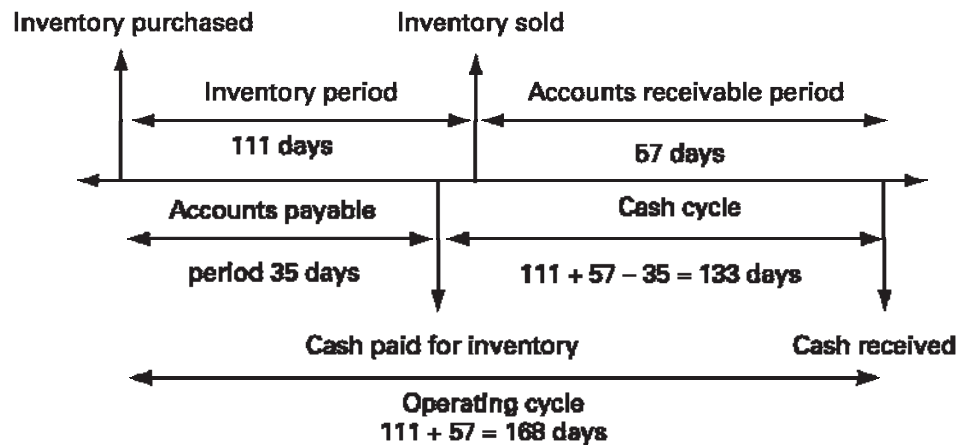 Inventory purchased
Inventory sold
Inventory period
Accounts receivable period
111 days
57 days
Accounts payable
Cash cycle
period 35 days
111 + 57 – 35 = 133 days
Cash paid for inventory
Cash received
Operating cycle
111 + 57 = 168 days